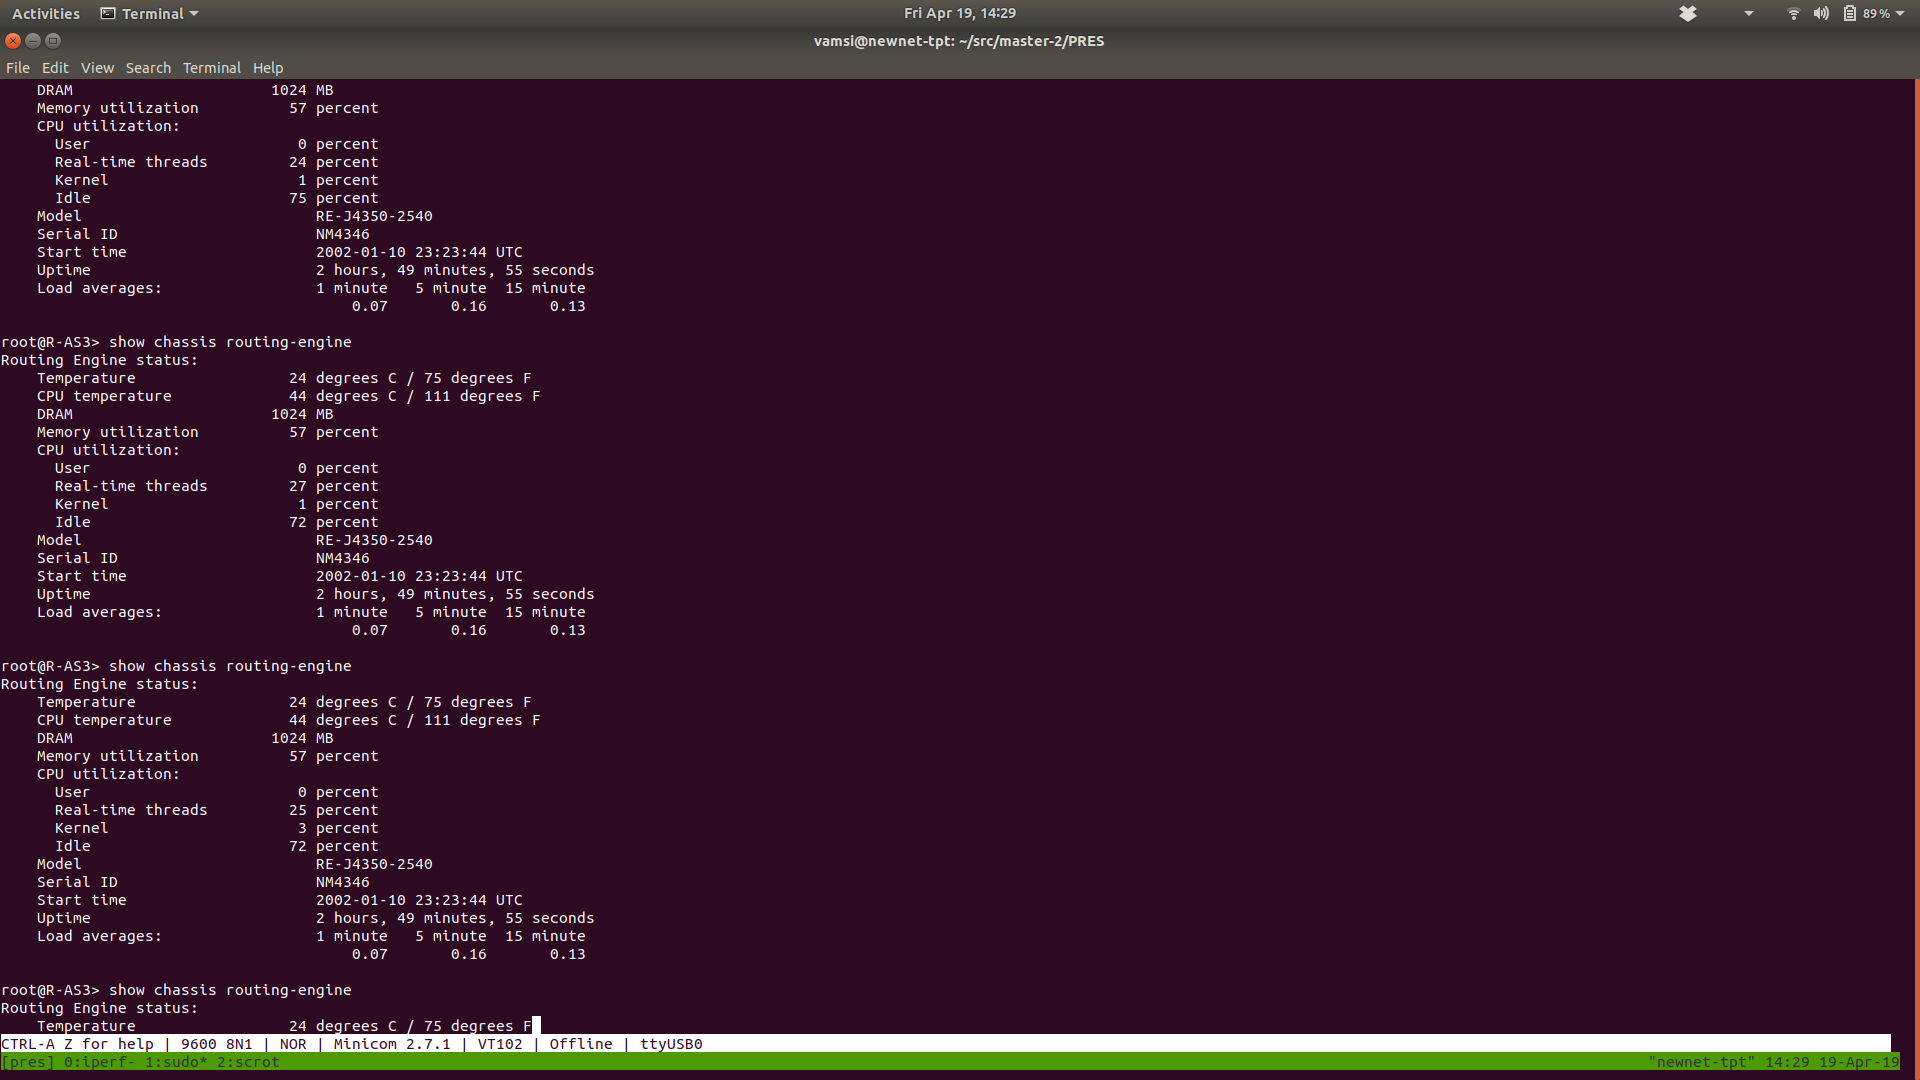 Activities Terminal Fri Apr 19, 14:29 89 %
vamsi@newnet-tpt: ~/src/master-2/PRES
File Edit View Search Terminal Help
DRAM 1024 MB
Memory utilization 57 percent
CPU utilization:
User 0 percent
Real-time threads 24 percent
Kernel 1 percent
Idle 75 percent
Model RE-J4350-2540
Serial ID NM4346
Start time 2002-01-10 23:23:44 UTC
Uptime 2 hours, 49 minutes, 55 seconds
Load averages: 1 minute 5 minute 15 minute
0.07 0.16 0.13
root@R-AS3> show chassis routing-engine
Routing Engine status:
Temperature 24 degrees C / 75 degrees F
CPU temperature 44 degrees C / 111 degrees F
DRAM 1024 MB
Memory utilization 57 percent
CPU utilization:
User 0 percent
Real-time threads 27 percent
Kernel 1 percent
Idle 72 percent
Model RE-J4350-2540
Serial ID NM4346
Start time 2002-01-10 23:23:44 UTC
Uptime 2 hours, 49 minutes, 55 seconds
Load averages: 1 minute 5 minute 15 minute
0.07 0.16 0.13
root@R-AS3> show chassis routing-engine
Routing Engine status:
Temperature 24 degrees C / 75 degrees F
CPU temperature 44 degrees C / 111 degrees F
DRAM 1024 MB
Memory utilization 57 percent
CPU utilization:
User 0 percent
Real-time threads 25 percent
Kernel 3 percent
Idle 72 percent
Model RE-J4350-2540
Serial ID NM4346
Start time 2002-01-10 23:23:44 UTC
Uptime 2 hours, 49 minutes, 55 seconds
Load averages: 1 minute 5 minute 15 minute
0.07 0.16 0.13
root@R-AS3> show chassis routing-engine
Routing Engine status:
Temperature 24 degrees C / 75 degrees F
CTRL-A Z for help | 9600 8N1 | NOR | Minicom 2.7.1 | VT102 | Offline | ttyUSB0
[pres] 0:iperf- 1:sudo* 2:scrot "newnet-tpt" 14:29 19-Apr-19